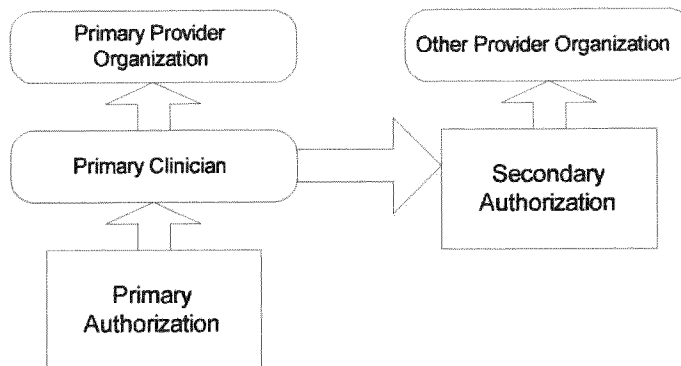 Primary Provider
Organization
Other Provider Organization
Primary Clinician
Secondary
Authorization
Primary
Authorization